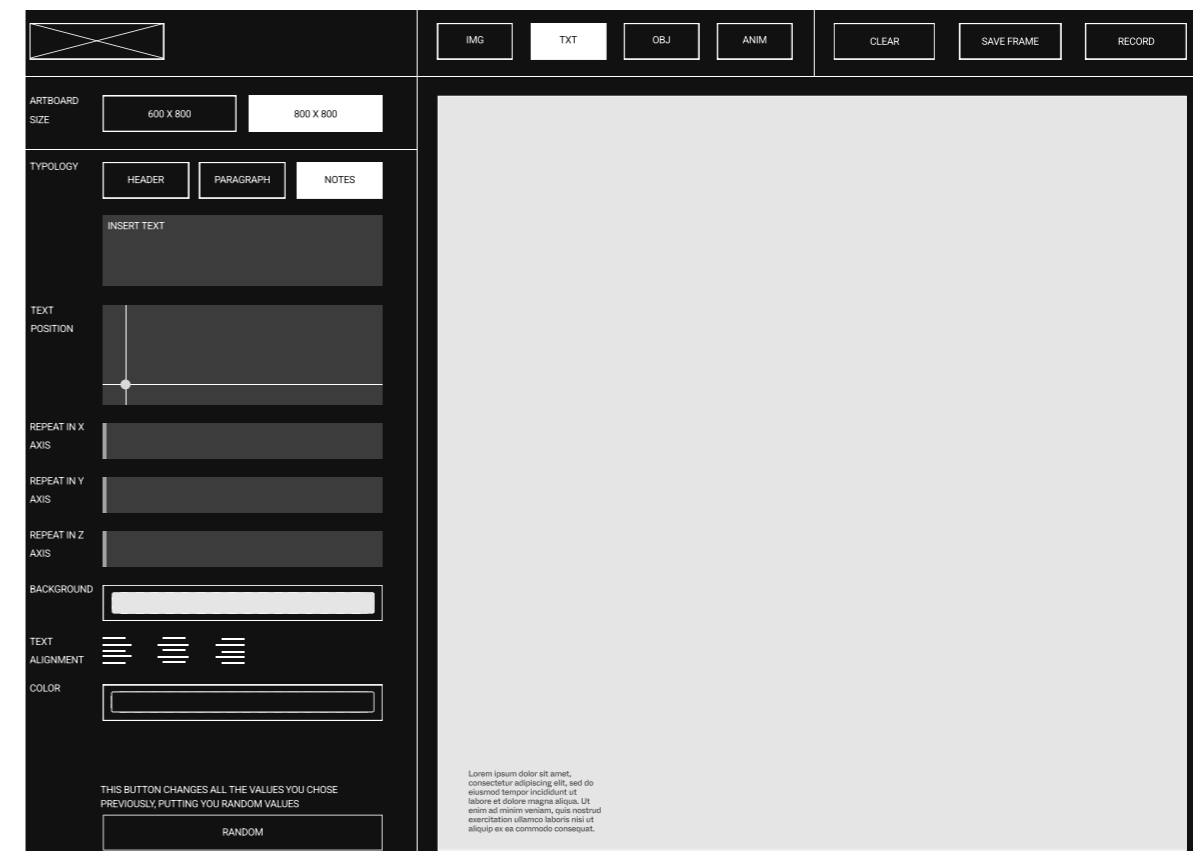 IMG
TXT
OBJ
ANIM
CLEAR
SAVE FRAME
RECORD
ARTBOARD
SIZE
600 X 800
800 X 800
TYPOLOGY
HEADER
PARAGRAPH
NOTES
INSERT TEXT
TEXT
POSITION
REPEAT IN X
AXIS
REPEAT IN Y
AXIS
REPEAT IN Z
AXIS
BACKGROUND
TEXT
ALIGNMENT
COLOR
THIS BUTTON CHANGES ALL THE VALUES YOU CHOSE
PREVIOUSLY, PUTTING YOU RANDOM VALUES
RANDOM
Lorem ipsum dolor sit amet,
consectetur adipiscing elit, sed do
eiusmod tempor incididunt ut
labore et dolore magna aliqua. Ut
enim ad minim veniam, quis nostrud
exercitation ullamco laboris nisi ut
aliquip ex ea commodo consequat.